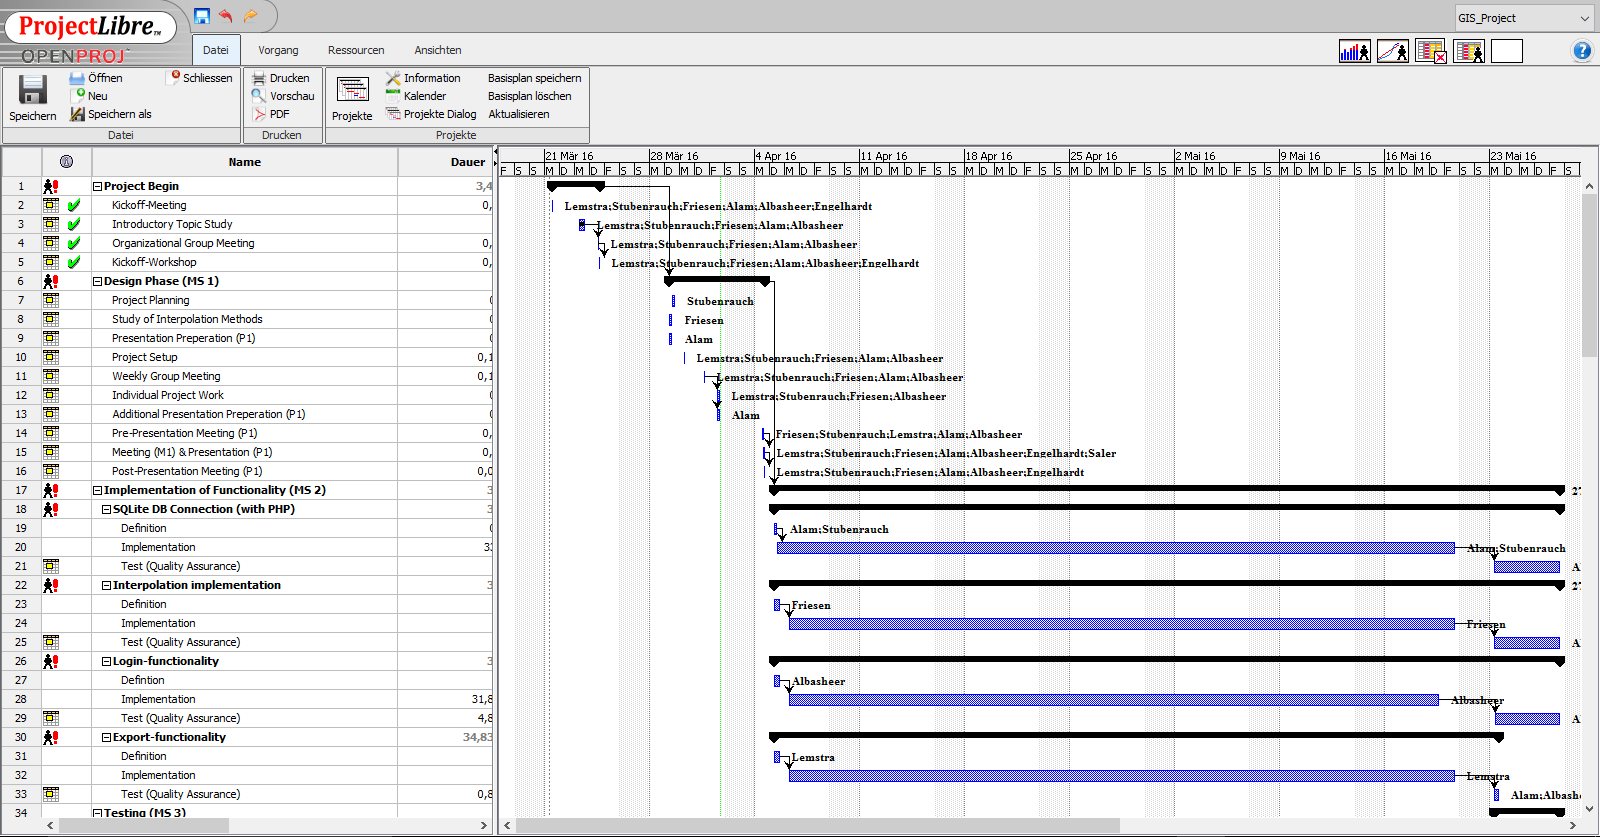 ProjectLibre™
OPENPROJ
GIS_Project
Datei Vorgang Ressourcen Ansichten
Speichern
Öffnen
Neu
Speichern als
Schliessen
Datei
Drucken
Vorschau
PDF
Drucken
Projekte
Information
Kalender
Projekte Dialog
Basisplan speichern
Basisplan löschen
Aktualisieren
Projekte
Name Dauer
21 Mär 16 28 Mär 16 4 Apr 16 11 Apr 16 18 Apr 16 25 Apr 16 2 Mai 16 9 Mai 16 16 Mai 16 23 Mai 16
F S S M D M D F S S M D M D F S S M D M D F S S M D M D F S S M D M D F S S M D M D F S S M D M D F S S M D M D F S S M D M D F S S M D M D F S
1 Project Begin 3,4
2 Kickoff-Meeting 0, Lemstra;Stubenrauch;Friesen;Alam;Albasheer;Engelhardt
3 Introductory Topic Study Lemstra;Stubenrauch;Friesen;Alam;Albasheer
4 Organizational Group Meeting 0, Lemstra;Stubenrauch;Friesen;Alam;Albasheer
5 Kickoff-Workshop 0, Lemstra;Stubenrauch;Friesen;Alam;Albasheer;Engelhardt
6 Design Phase (MS 1)
7 Project Planning Stubenrauch
8 Study of Interpolation Methods Friesen
9 Presentation Preperation (P1) Alam
10 Project Setup 0,1 Lemstra;Stubenrauch;Friesen;Alam;Albasheer
11 Weekly Group Meeting 0,1 Lemstra;Stubenrauch;Friesen;Alam;Albasheer
12 Individual Project Work Lemstra;Stubenrauch;Friesen;Albasheer
13 Additional Presentation Preperation (P1) Alam
14 Pre-Presentation Meeting (P1) 0, Friesen;Stubenrauch;Lemstra;Alam;Albasheer
15 Meeting (M1) & Presentation (P1) 0, Lemstra;Stubenrauch;Friesen;Alam;Albasheer;Engelhardt;Saler
16 Post-Presentation Meeting (P1) 0,0 Lemstra;Stubenrauch;Friesen;Alam;Albasheer;Engelhardt
17 Implementation of Functionality (MS 2) 3 27
18 SQLite DB Connection (with PHP) 3
19 Definition Alam;Stubenrauch
20 Implementation 33 Alam;Stubenrauch
21 Test (Quality Assurance) Al
22 Interpolation implementation 3 27
23 Definition Friesen
24 Implementation Friesen
25 Test (Quality Assurance) Al
26 Login-functionality 3
27 Definition Albasheer
28 Implementation 31,8 Albasheer
29 Test (Quality Assurance) 4,8 Al
30 Export-functionality 34,83
31 Definition Lemstra
32 Implementation Lemstra
33 Test (Quality Assurance) 0,8 Alam;Albash
34 Testing (MS 3)